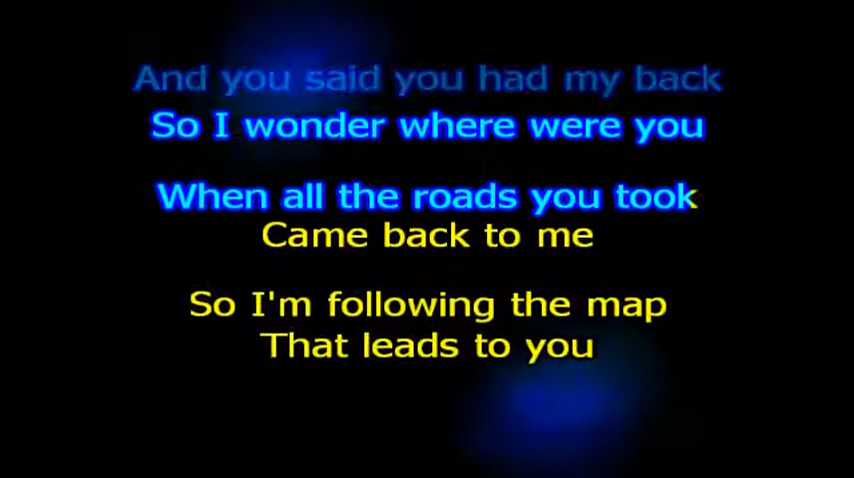 And you said you had my back
So I wonder where were you
When all the roads you took
Came back to me
So I'm following the map
That leads to you